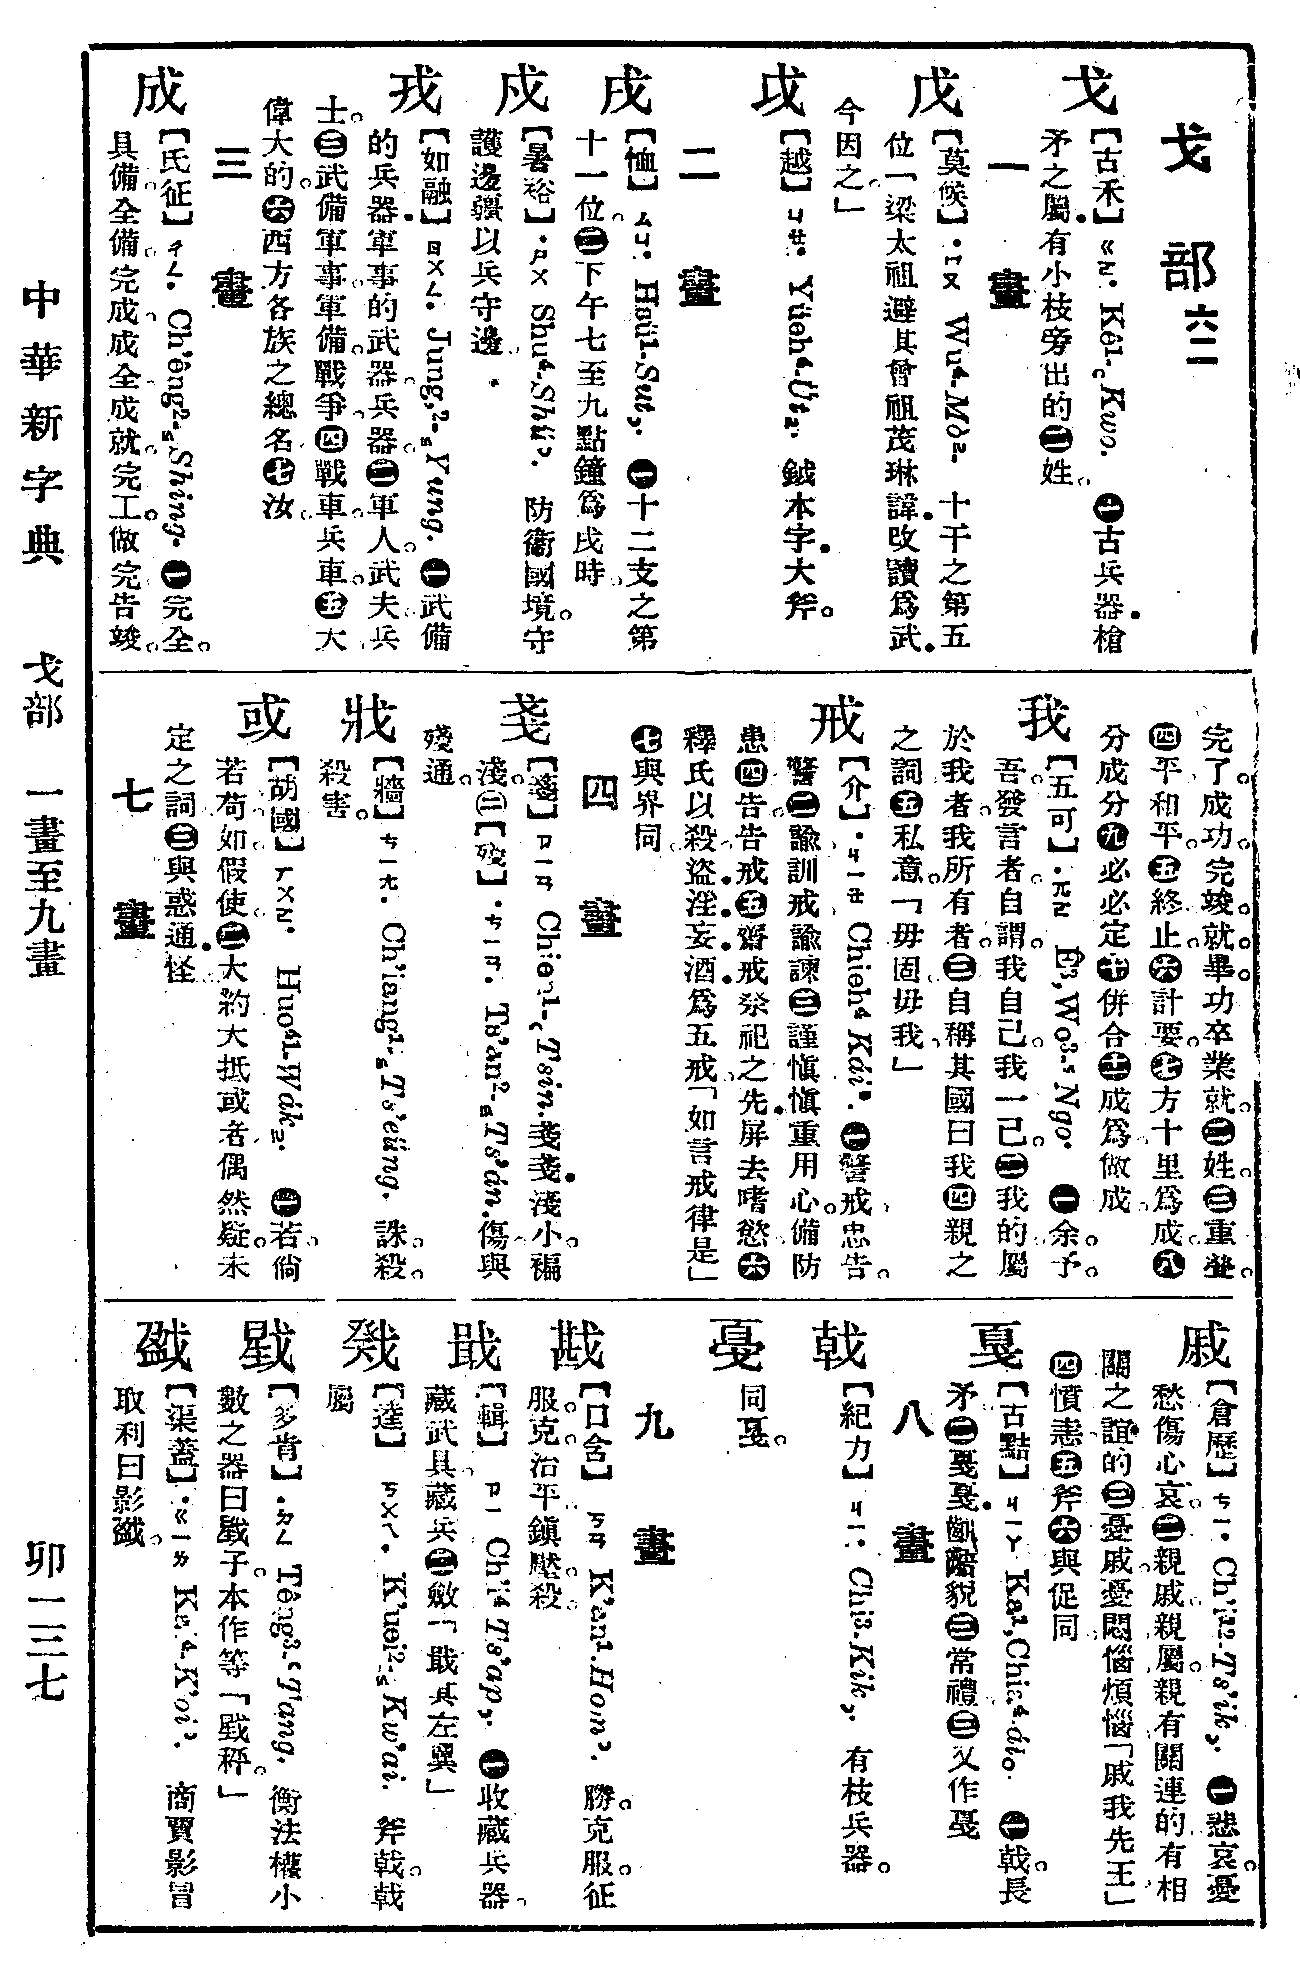 戈部六二
戈【古禾】ㄍㄜ. Kê¹-꜀Kwo. ㊀古兵器槍
矛之屬有小枝旁出的㊁姓
一畫
戊【莫候】·ㄏㄡ Wu⁴-Mò². 十干之第五
位「梁太祖避其曾祖茂琳諱改讀爲武
今因之」
戉【越】ㄩㄝ. Yüeh⁴-Üt₂. 鉞本字大斧
二畫
戌【恤】ㄙㄩ. Hsü¹-Sut,. ㊀十二支之第
十一位㊁下午七至九點鐘爲戌時
戍【暑裕】·ㄕㄨ Shu⁴-Shü. 防衞國境守
護邊疆以兵守邊
戎【如融】ㄖㄨㄥ. Jung²-Yung. ㊀武備
的兵器軍事的武器兵器㊁軍人武夫兵
士㊂武備軍事軍備戰爭㊃戰車兵車㊄大
偉大的㊅西方各族之總名㊆汝
三畫
成【氏征】ㄔㄥ. Ch'êng²-Shing. ㊀完全
具備全備完成成全成就完工做完告竣
完了成功完竣就畢功卒業就㊁姓㊂重疊
㊃平和平㊄終止㊅計要㊆方十里爲成㊇
分成分㊈必必定㊉併合⓫成爲做成
我【五可】·ㄫㄜ Ê³,Wo³-Ngo. ㊀余予
吾發言者自謂我自己我一己㊁我的屬
於我者我所有者㊂自稱其國曰我㊃親之
之詞㊄私意「毋固毋我」
戒【介】·ㄐㄧㄝ Chieh⁴ Kái. ㊀警戒忠告
警㊁諭訓戒諭諫㊂謹愼愼重用心備防
患㊃告告戒㊄齋戒祭祀之先屏去嗜慾㊅
釋氏以殺盜淫妄酒爲五戒「如言戒律是」
㊆與界同
四畫
戔【箋】ㄗㄧㄢ Chien¹-꜀Tsin. 戔戔淺小褊
淺㊁【殘】·ㄘㄧㄢ. Ts'an²-Ts'án. 傷與
殘通
戕【牆】ㄘㄧㄤ. Ch'iang²-Ts'eüng. 誅殺
殺害
或【胡國】ㄏㄨㄜ. Huo⁴-Wák₂. ㊀若倘
若苟如假使㊁大約大抵或者偶然疑未
定之詞㊂與惑通怪
七畫
戚【倉歷】ㄘㄧ. Ch'i²-Ts'ik,. ㊀悲哀憂
愁傷心哀㊁親戚親屬親有關連的有相
關之誼的㊂憂戚憂悶惱煩惱「戚我先王」
㊃憤恚㊄斧㊅與促同
戛【古黠】ㄐㄧㄚ Ka¹,Chia⁴-át. ㊀戟長
矛㊁戛戛齟齬貌㊂常禮㊂又作戞
八畫
戟【紀力】ㄐㄧ. Chi³-Kik,. 有枝兵器
戞同戛
九畫
戡【口含】ㄎㄢ K'an¹-Hom. 勝克服征
服克治平鎭壓殺
戢【輯】ㄗㄧ Ch'i⁴ Ts'ap,. ㊀收藏兵器
藏武具藏兵㊁斂「戢其左翼」
戣【逵】ㄎㄨㄟ. K'uei²-Kw'ai. 斧戟戟
屬
戥【多肯】·ㄉㄥ Têng³-Tang. 衡法權小
數之器曰戥子本作等「戥秤」
戤【渠蓋】·ㄍㄧㄞ Kai⁴-K'oi. 商賈影冒
取利曰影戤
中華新字典 戈部 一畫至九畫 卯一三七